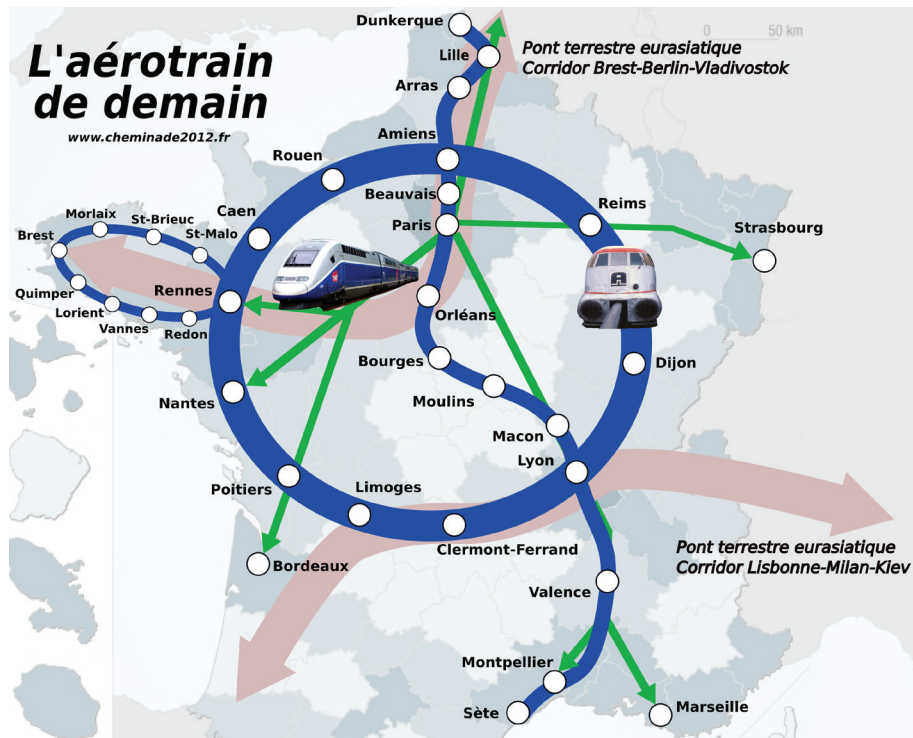 L'aérotrain
de demain
www.cheminade2012.fr
50 km
Pont terrestre eurasiatique
Corridor Brest-Berlin-Vladivostok
Dunkerque
Lille
Arras
Amiens
Rouen
Beauvais
Caen
Reims
Paris
Strasbourg
Morlaix
St-Brieuc
St-Malo
Brest
Rennes
Quimper
Lorient
Vannes
Redon
Orléans
A
Bourges
Dijon
Nantes
Moulins
Macon
Lyon
Poitiers
Limoges
Clermont-Ferrand
Bordeaux
Pont terrestre eurasiatique
Corridor Lisbonne-Milan-Kiev
Valence
Montpellier
Sète
Marseille